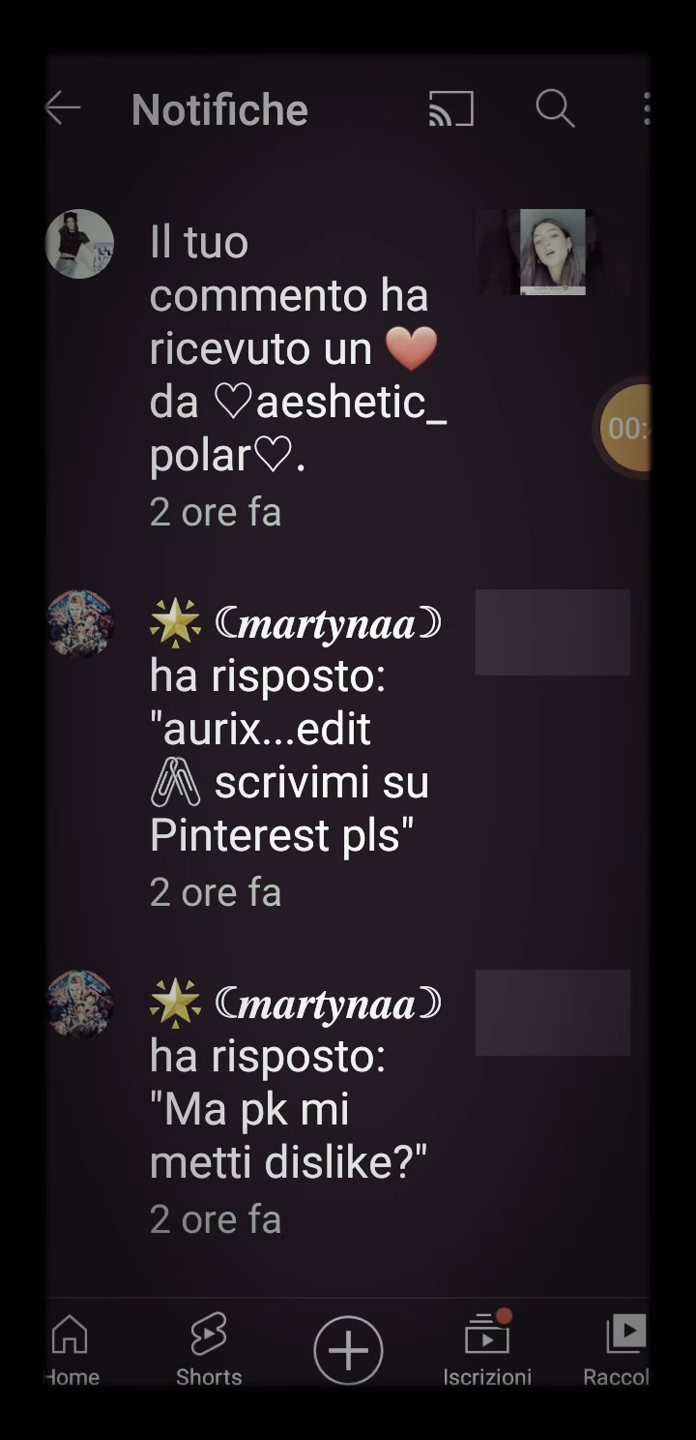 Notifiche
Il tuo
commento ha
ricevuto un ❤️
da ♡aeshetic_
polar♡.
2 ore fa
00:
🌟 ☾martynaa☽
ha risposto:
"aurix...edit
🖇️ scrivimi su
Pinterest pls"
2 ore fa
🌟 ☾martynaa☽
ha risposto:
"Ma pk mi
metti dislike?"
2 ore fa
Home
Shorts
Iscrizioni
Raccol